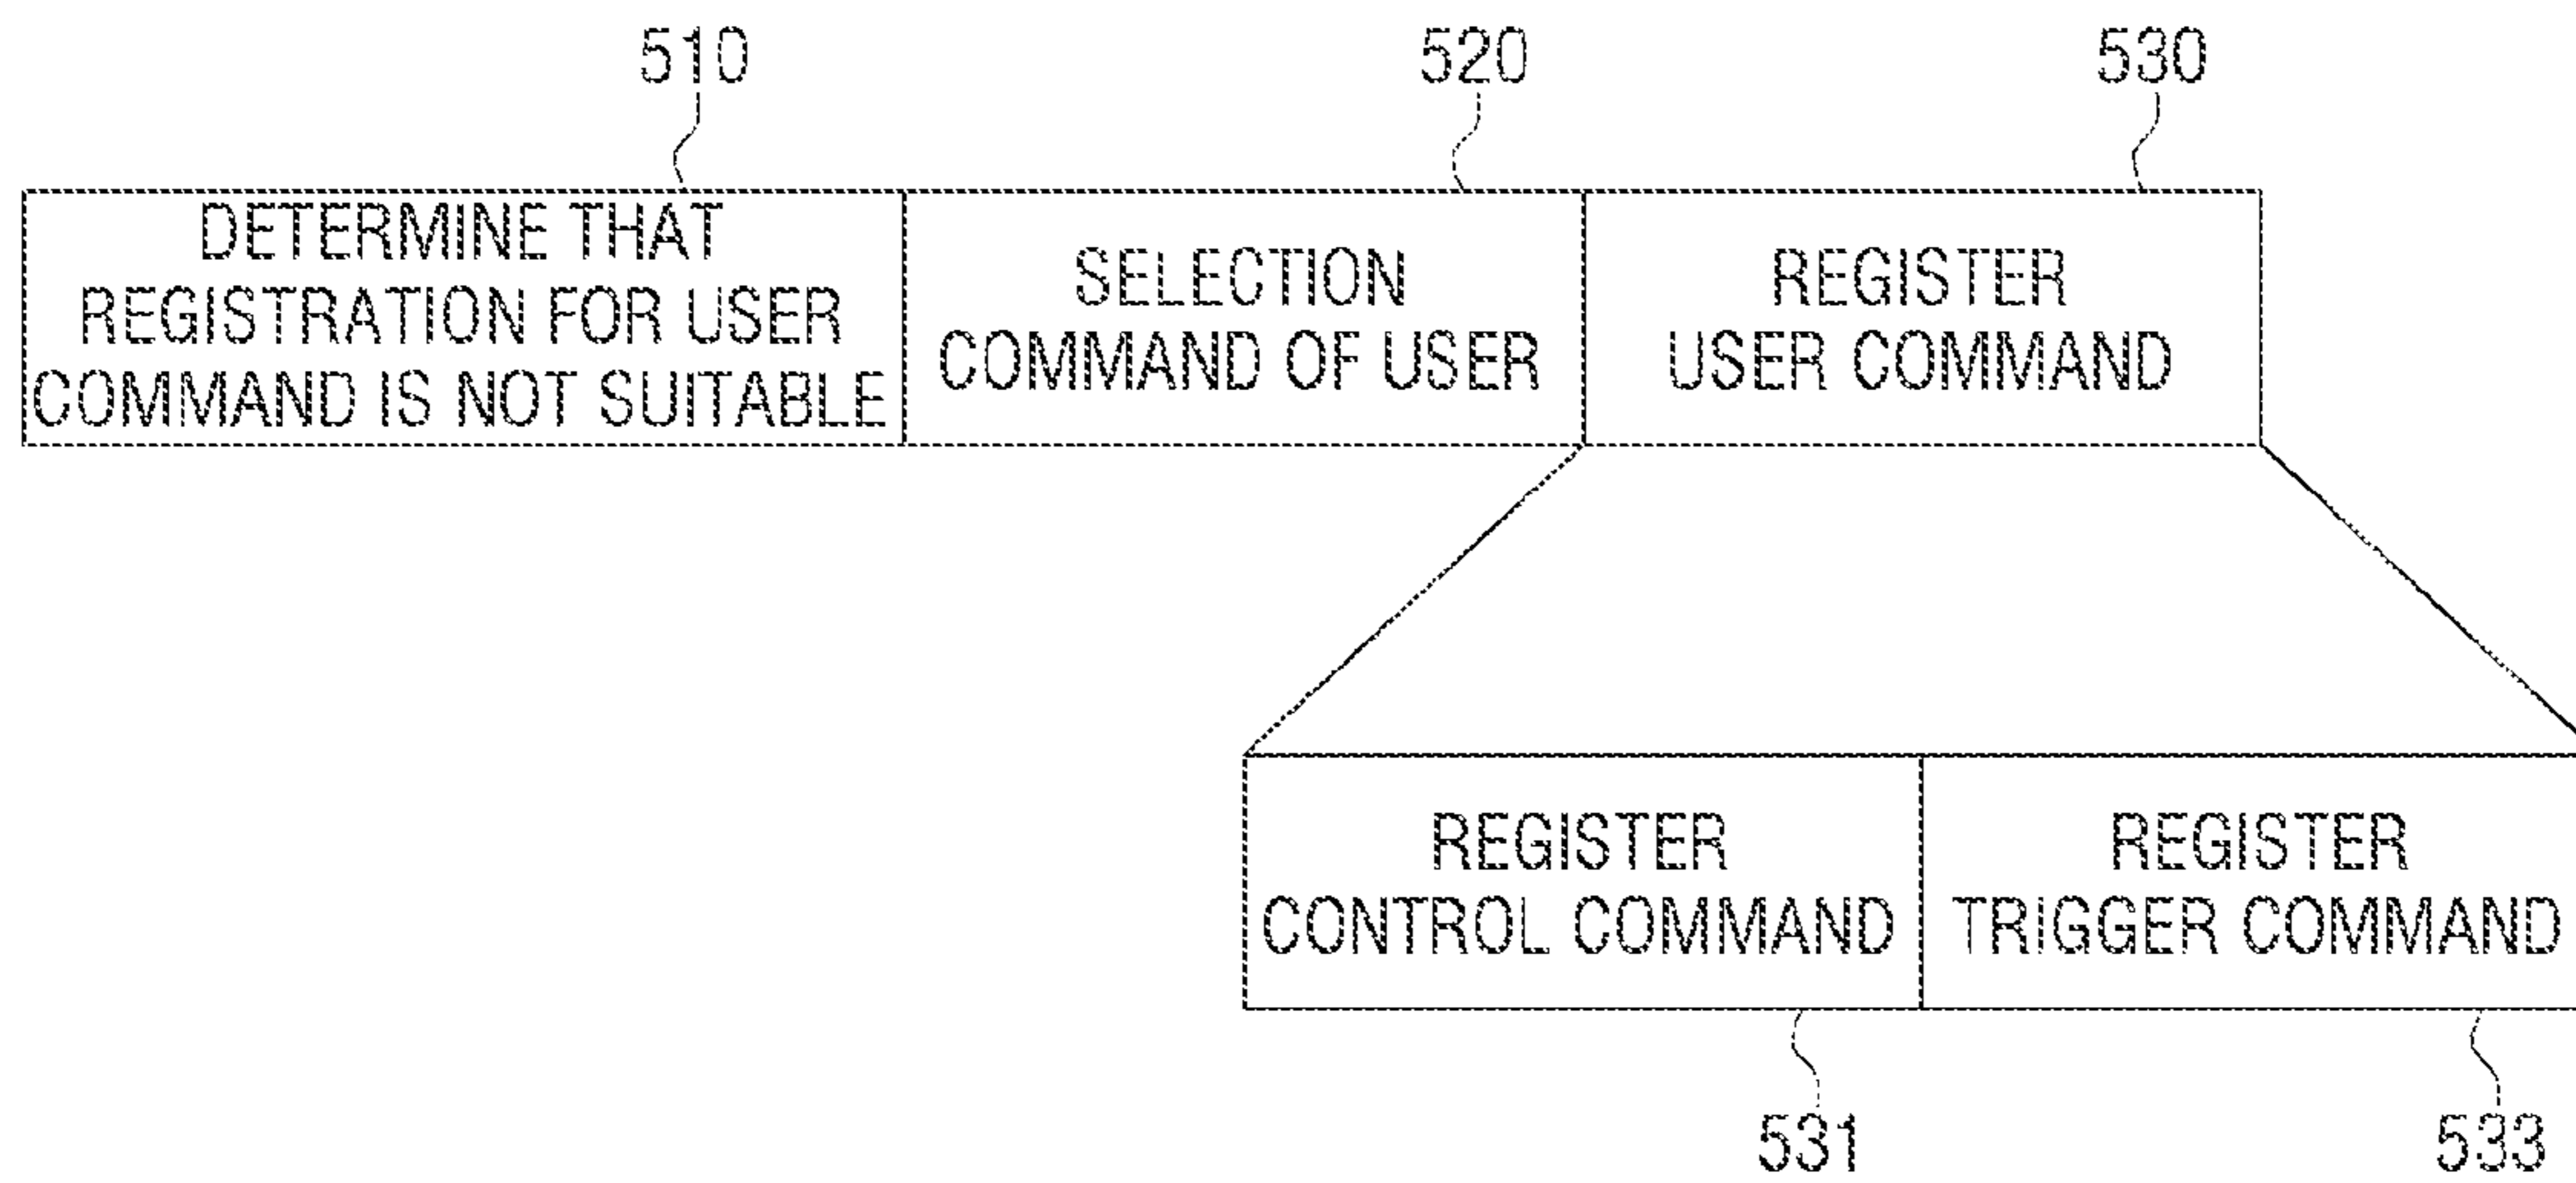 510
520
530
DETERMINE THAT
REGISTRATION FOR USER
COMMAND IS NOT SUITABLE
SELECTION
COMMAND OF USER
REGISTER
USER COMMAND
REGISTER
CONTROL COMMAND
REGISTER
TRIGGER COMMAND
531
533